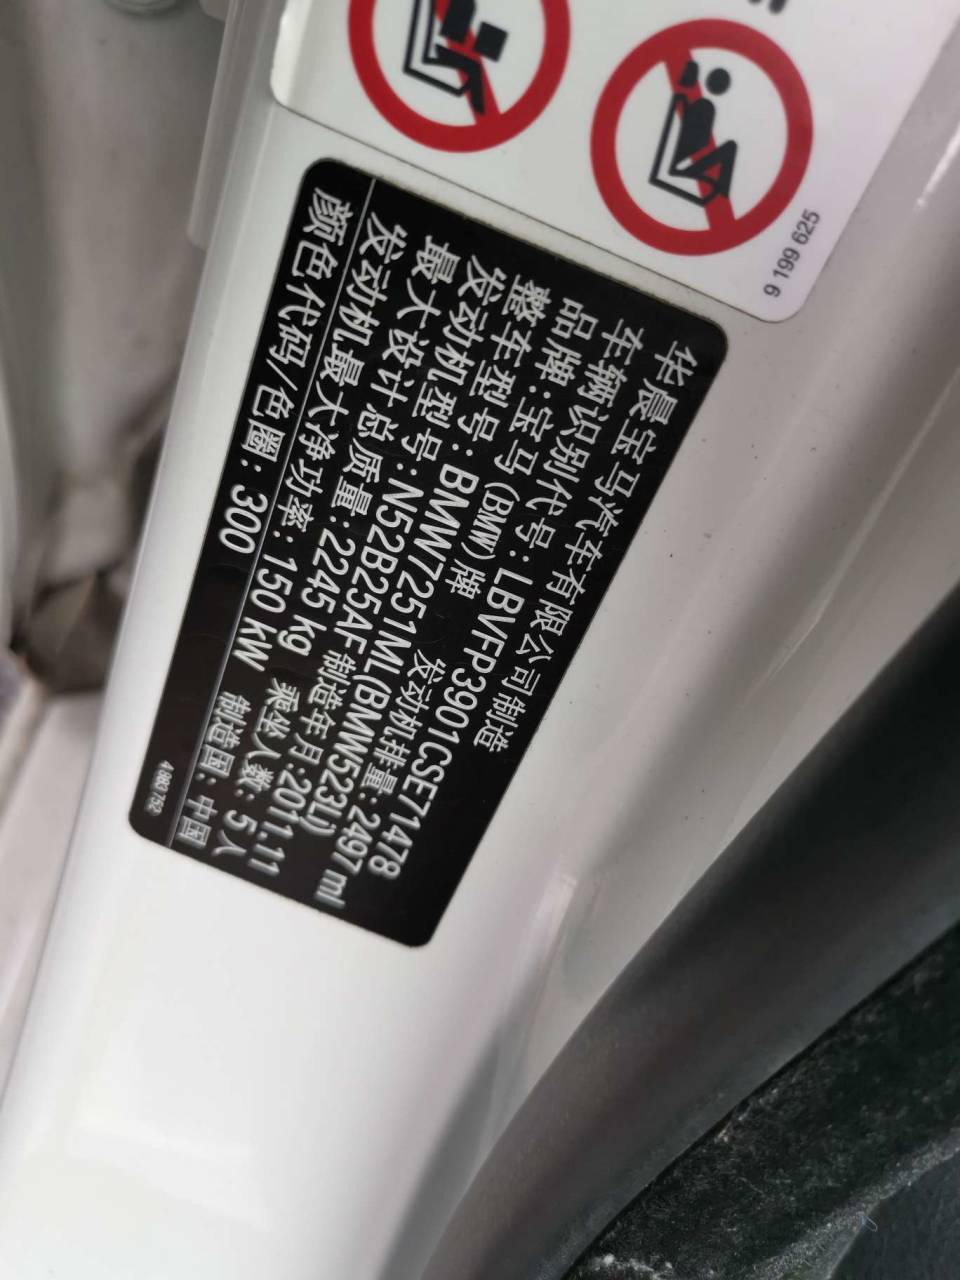 9 199 625
华晨宝马汽车有限公司制造
车辆识别代号: LBVFP3901CSE71478
品牌: 宝马(BMW)牌 发动机排量: 2497 ml
整车型号: BMW7251ML(BMW523Li)
发动机型号: N52B25AF 制造年月: 2011.11
最大设计总质量: 2245 kg 乘坐人数: 5人
发动机最大净功率: 150 kW 制造国: 中国
颜色代码/色圈: 300
4 983 752